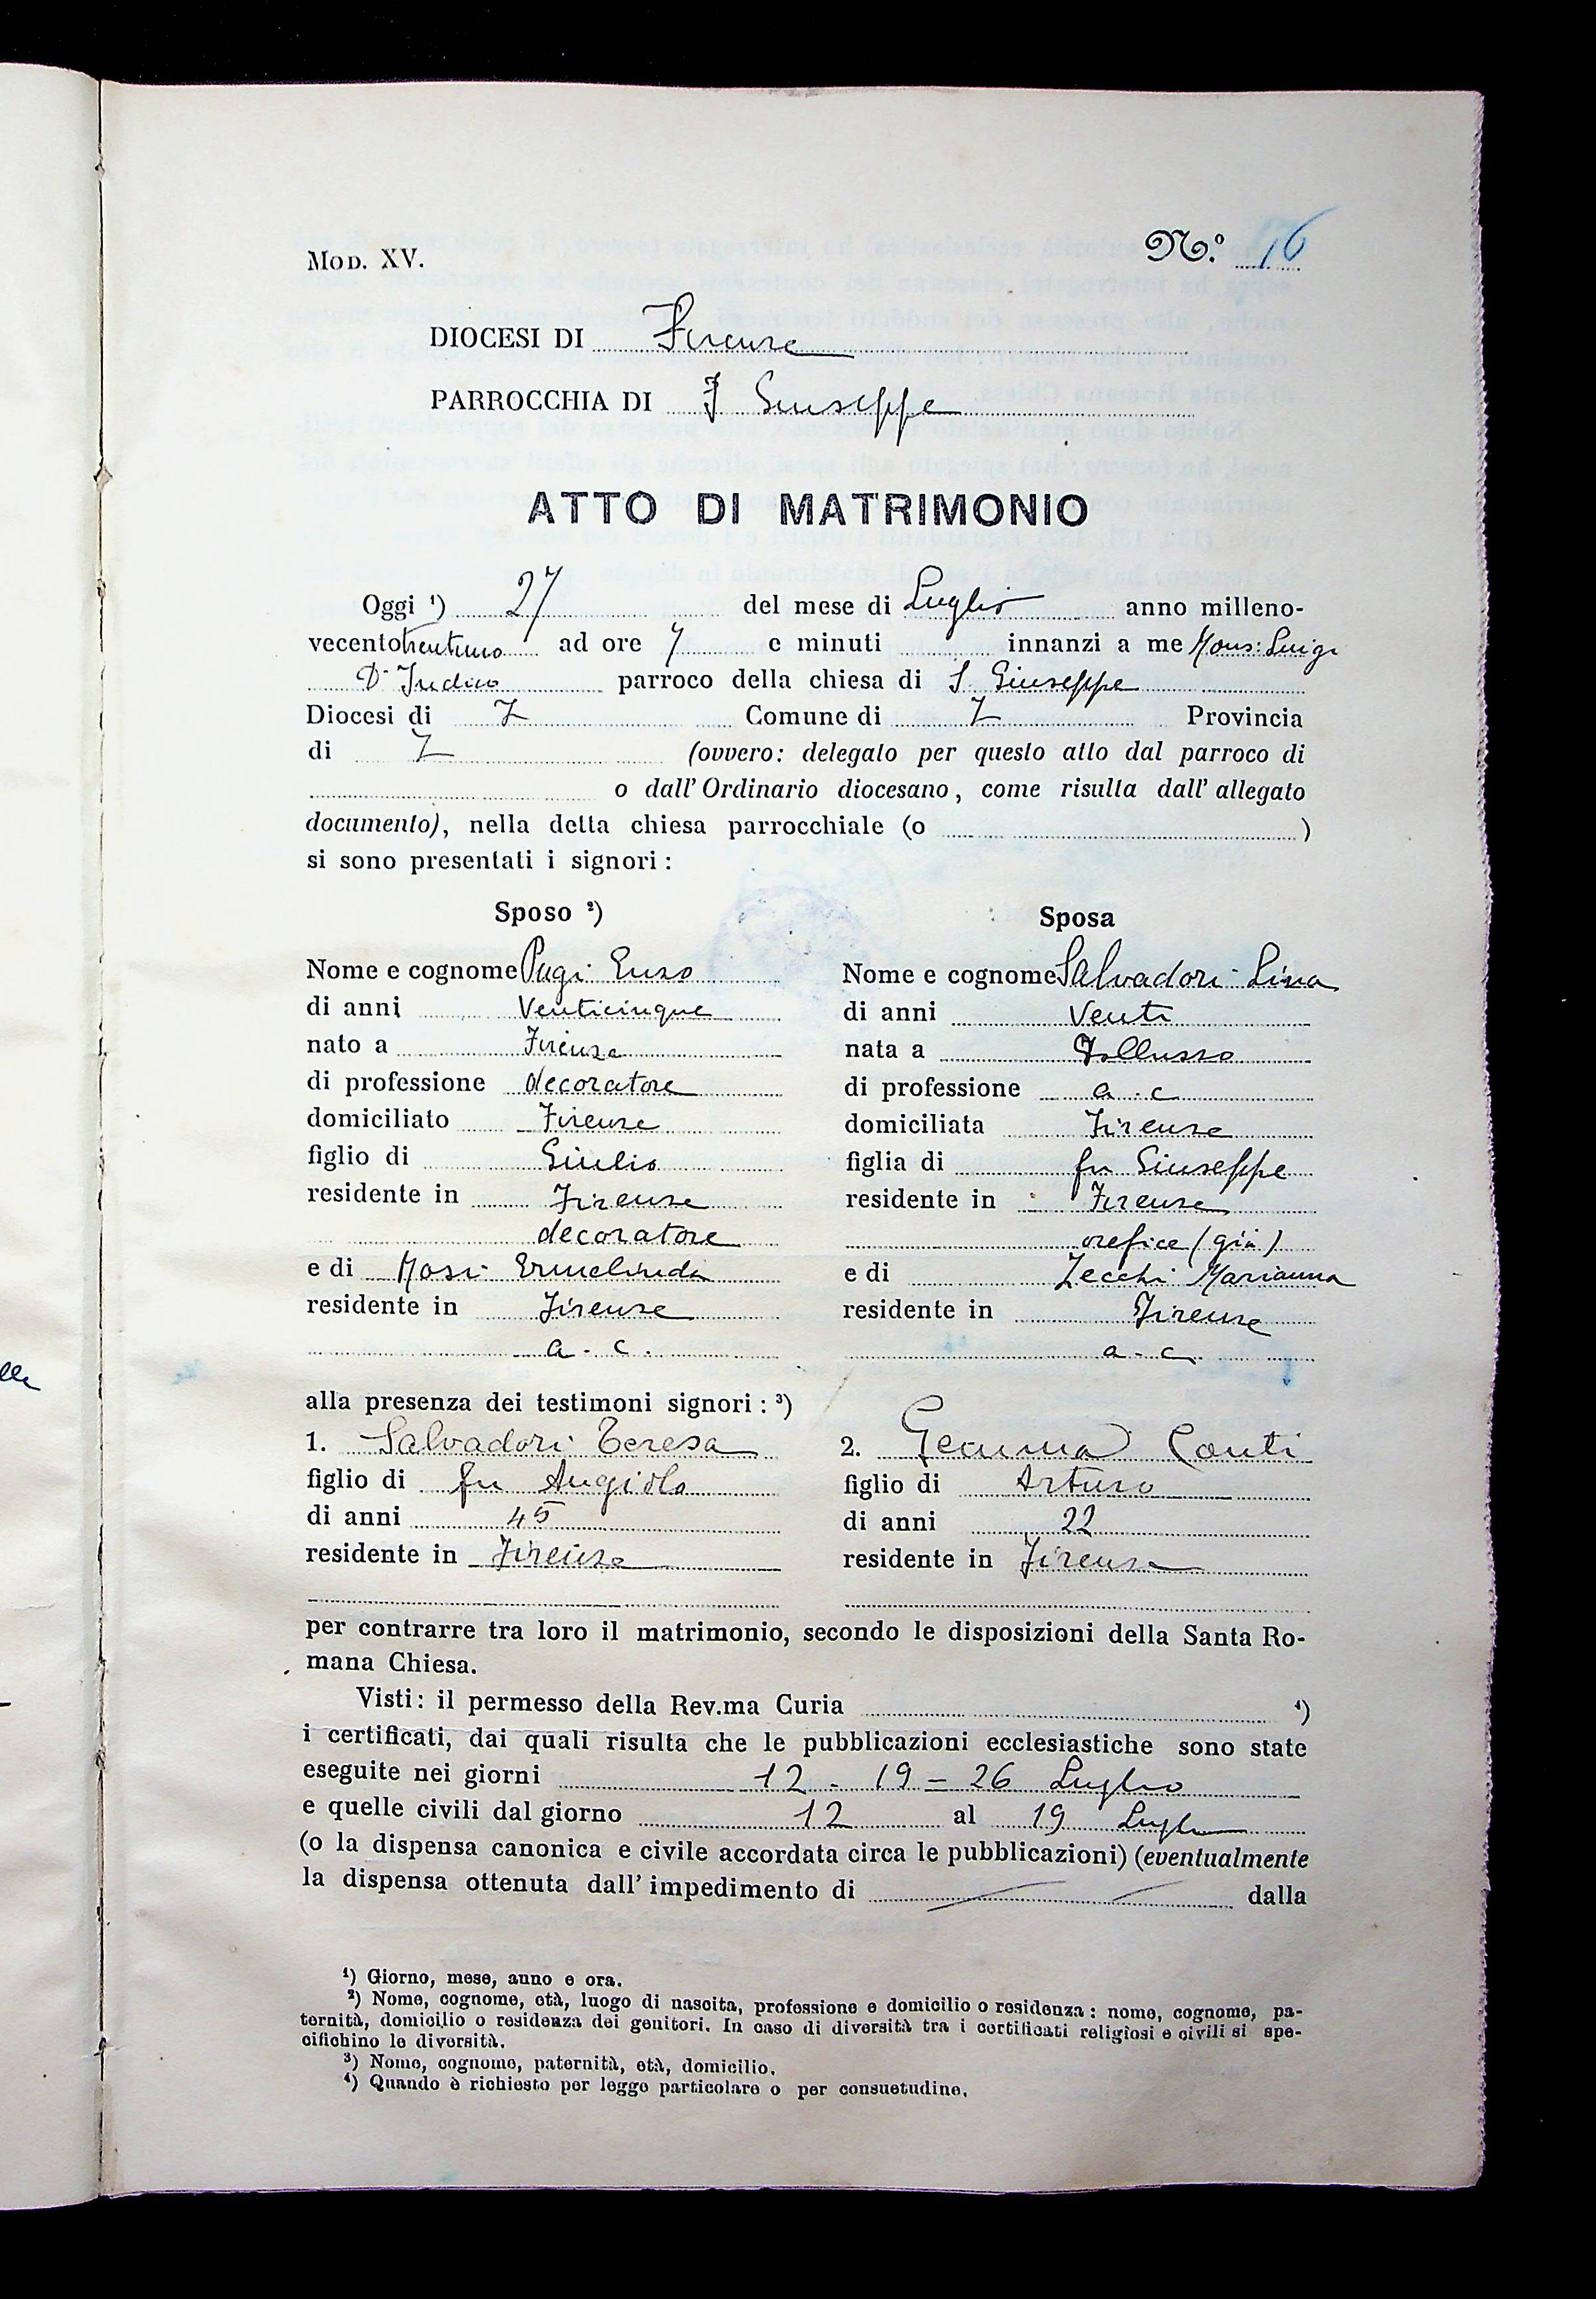 Mod. XV.
N.º 16
DIOCESI DI Firenze
PARROCCHIA DI S Giuseppe
ATTO DI MATRIMONIO
Oggi ¹) 27 del mese di Luglio anno milleno-
vecentotrentuno ad ore 7 e minuti innanzi a me Mons: Luigi
D' Indico parroco della chiesa di S. Giuseppe
Diocesi di F Comune di F Provincia
di F (ovvero: delegato per questo atto dal parroco di
o dall' Ordinario diocesano, come risulta dall' allegato
documento), nella detta chiesa parrocchiale (o )
si sono presentati i signori:
Sposo ²)
Nome e cognome Pugi Enzo
di anni Venticinque
nato a Firenze
di professione decoratore
domiciliato Firenze
figlio di Giulio
residente in Firenze
decoratore
e di Masi Ermelinda
residente in Firenze
a. c.
Sposa
Nome e cognome Salvadori Lina
di anni Venti
nata a
di professione a. c
domiciliata Firenze
figlia di fu Giuseppe
residente in Firenze
orefice (già)
e di Zecchi Marianna
residente in Firenze
a. c.
alla presenza dei testimoni signori: ³)
1. Salvadori Teresa
figlio di fu Angiolo
di anni 45
residente in Firenze
2. Gemma Conti
figlio di Arturo
di anni 22
residente in Firenze
per contrarre tra loro il matrimonio, secondo le disposizioni della Santa Ro-
mana Chiesa.
Visti: il permesso della Rev.ma Curia ⁴)
i certificati, dai quali risulta che le pubblicazioni ecclesiastiche sono state
eseguite nei giorni 12 - 19 - 26 Luglio
e quelle civili dal giorno 12 al 19 Luglio
(o la dispensa canonica e civile accordata circa le pubblicazioni) (eventualmente
la dispensa ottenuta dall' impedimento di dalla
¹) Giorno, mese, anno e ora.
²) Nome, cognome, età, luogo di nascita, professione e domicilio o residenza: nome, cognome, pa-
ternità, domicilio o residenza dei genitori. In caso di diversità tra i certificati religiosi e civili si spe-
cifichino le diversità.
³) Nome, cognome, paternità, età, domicilio.
⁴) Quando è richiesto per legge particolare o per consuetudine.